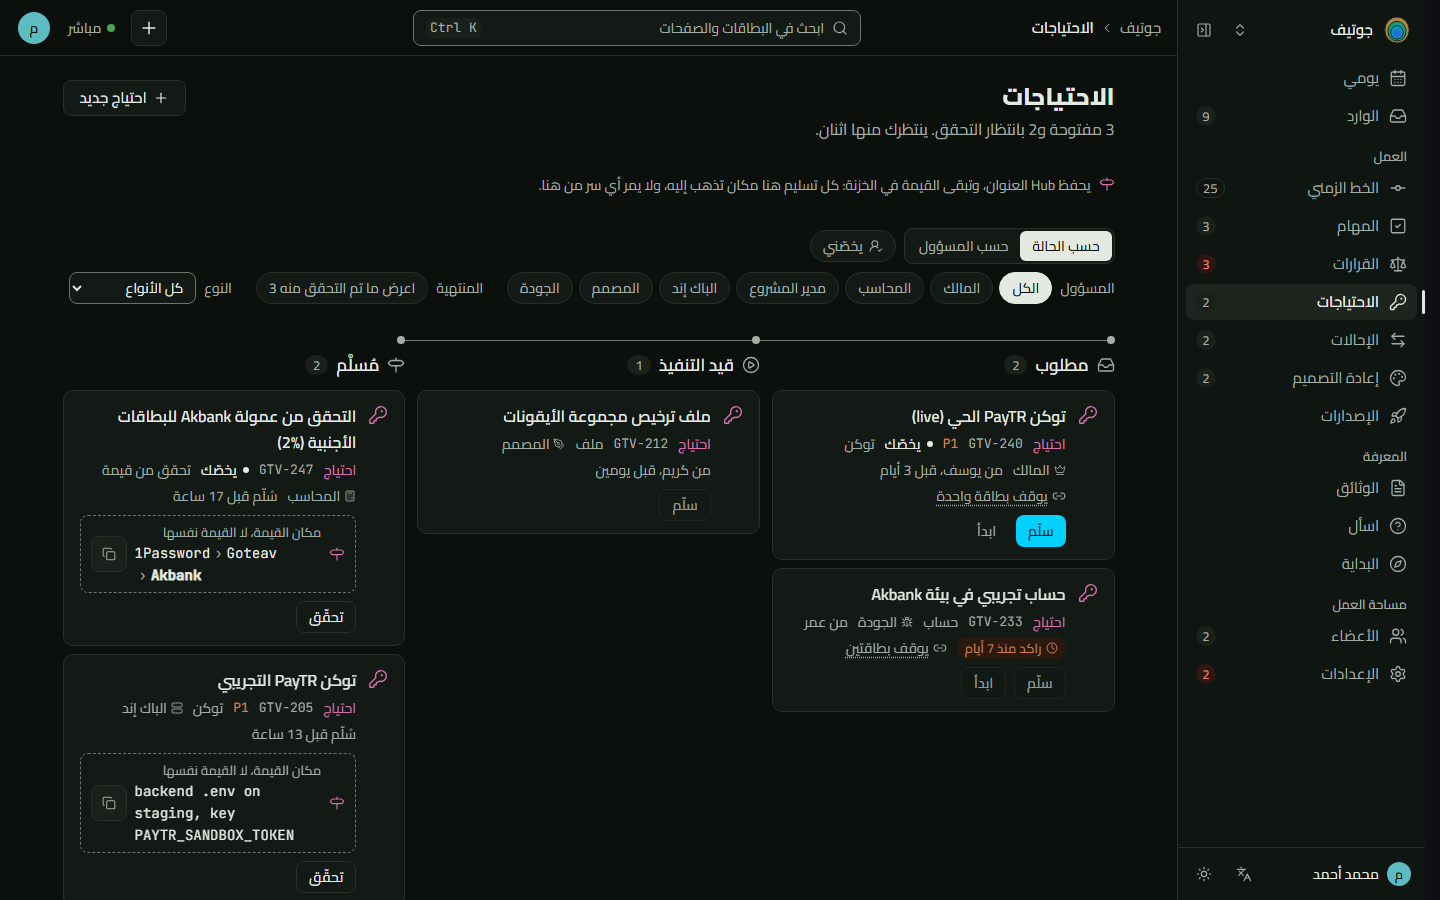 جوتيف
يومي
الوارد 9
العمل
الخط الزمني 25
المهام 3
القرارات 3
الاحتياجات 2
الإحالات 2
إعادة التصميم 2
الإصدارات
المعرفة
الوثائق
اسأل
البداية
مساحة العمل
الأعضاء 2
الإعدادات 2
م محمد أحمد
جوتيف › الاحتياجات
ابحث في البطاقات والصفحات Ctrl K
مباشر م
الاحتياجات
احتياج جديد
3 مفتوحة و2 بانتظار التحقق. ينتظرك منها اثنان.
يحفظ Hub العنوان، وتبقى القيمة في الخزنة: كل تسليم هنا مكان تذهب إليه، ولا يمر أي سر من هنا.
حسب الحالة حسب المسؤول يخصّني
المسؤول الكل المالك المحاسب مدير المشروع الباك إند المصمم الجودة المنتهية اعرض ما تم التحقق منه 3 النوع كل الأنواع
مطلوب 2
توكن PayTR الحي (live)
احتياج GTV-240 P1 يخصّك توكن
المالك من يوسف، قبل 3 أيام
يوقف بطاقة واحدة
سلّم ابدأ
حساب تجريبي في بيئة Akbank
احتياج GTV-233 حساب الجودة من عمر
راكد منذ 7 أيام يوقف بطاقتين
سلّم ابدأ
قيد التنفيذ 1
ملف ترخيص مجموعة الأيقونات
احتياج GTV-212 ملف المصمم
من كريم، قبل يومين
سلّم
مُسلَّم 2
التحقق من عمولة Akbank للبطاقات
الأجنبية (2%)
احتياج GTV-247 يخصّك تحقق من قيمة
المحاسب سُلّم قبل 17 ساعة
مكان القيمة، لا القيمة نفسها
1Password › Goteav
› Akbank
تحقّق
توكن PayTR التجريبي
احتياج GTV-205 P1 توكن الباك إند
سُلّم قبل 13 ساعة
مكان القيمة، لا القيمة نفسها
backend .env on
staging, key
PAYTR_SANDBOX_TOKEN
تحقّق